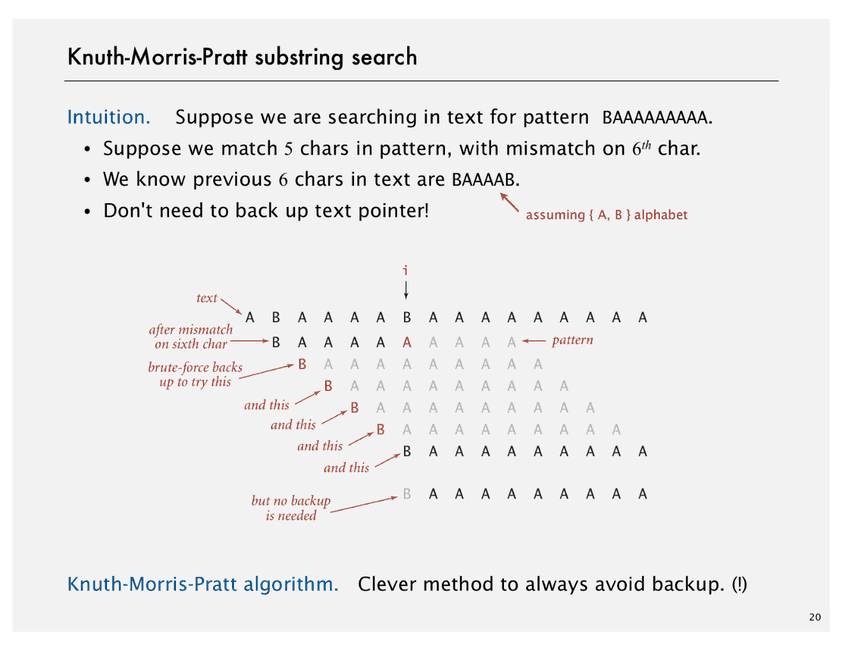 Knuth-Morris-Pratt substring search
Intuition. Suppose we are searching in text for pattern BAAAAAAAAA.
• Suppose we match 5 chars in pattern, with mismatch on 6th char.
• We know previous 6 chars in text are BAAAAB.
• Don't need to back up text pointer!
assuming { A, B } alphabet
i
text
A B A A A A B A A A A A A A A A
after mismatch
on sixth char
B A A A A A A A A A
pattern
brute-force backs
up to try this
B A A A A A A A A A
and this
B A A A A A A A A A
and this
B A A A A A A A A A
and this
B A A A A A A A A A
and this
B A A A A A A A A A
but no backup
is needed
B A A A A A A A A A
Knuth-Morris-Pratt algorithm. Clever method to always avoid backup. (!)
20